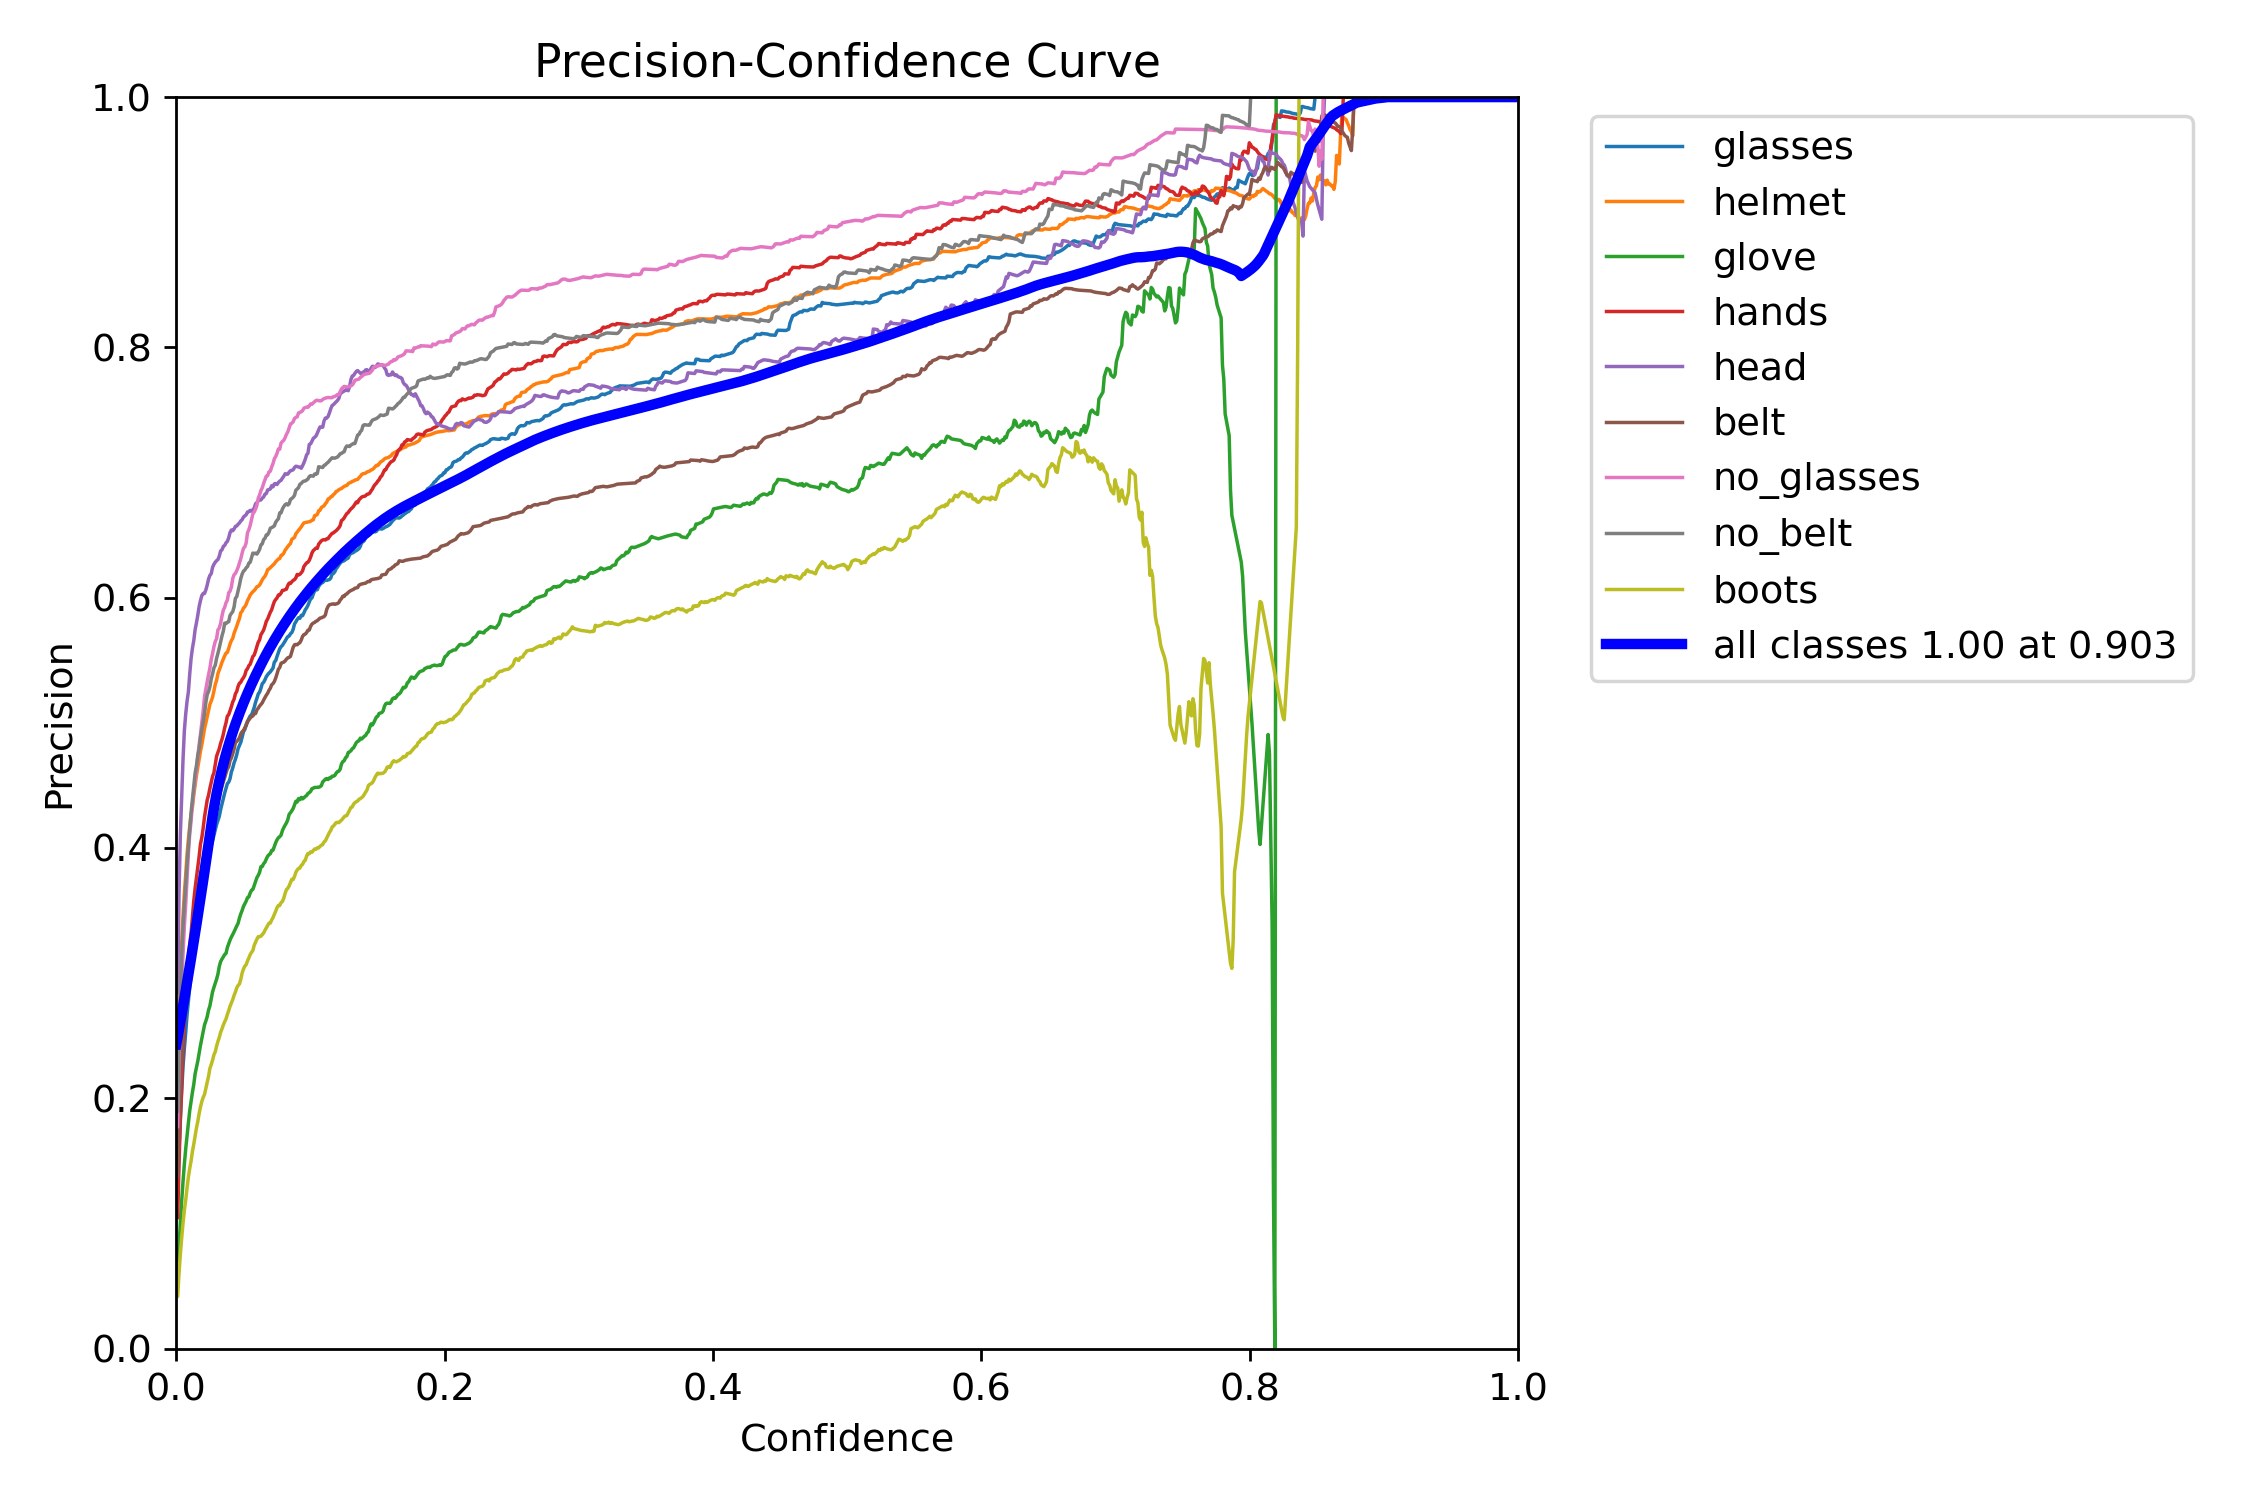 Precision-Confidence Curve
1.0
0.8
0.6
0.4
0.2
0.0
Precision
0.0 0.2 0.4 0.6 0.8 1.0
Confidence
glasses
helmet
glove
hands
head
belt
no_glasses
no_belt
boots
all classes 1.00 at 0.903